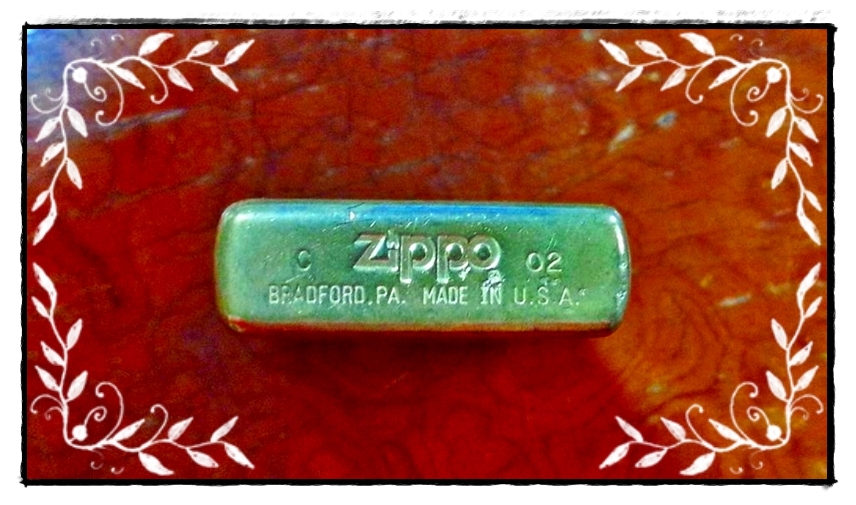 C Zippo 02
BRADFORD,PA. MADE IN U.S.A.